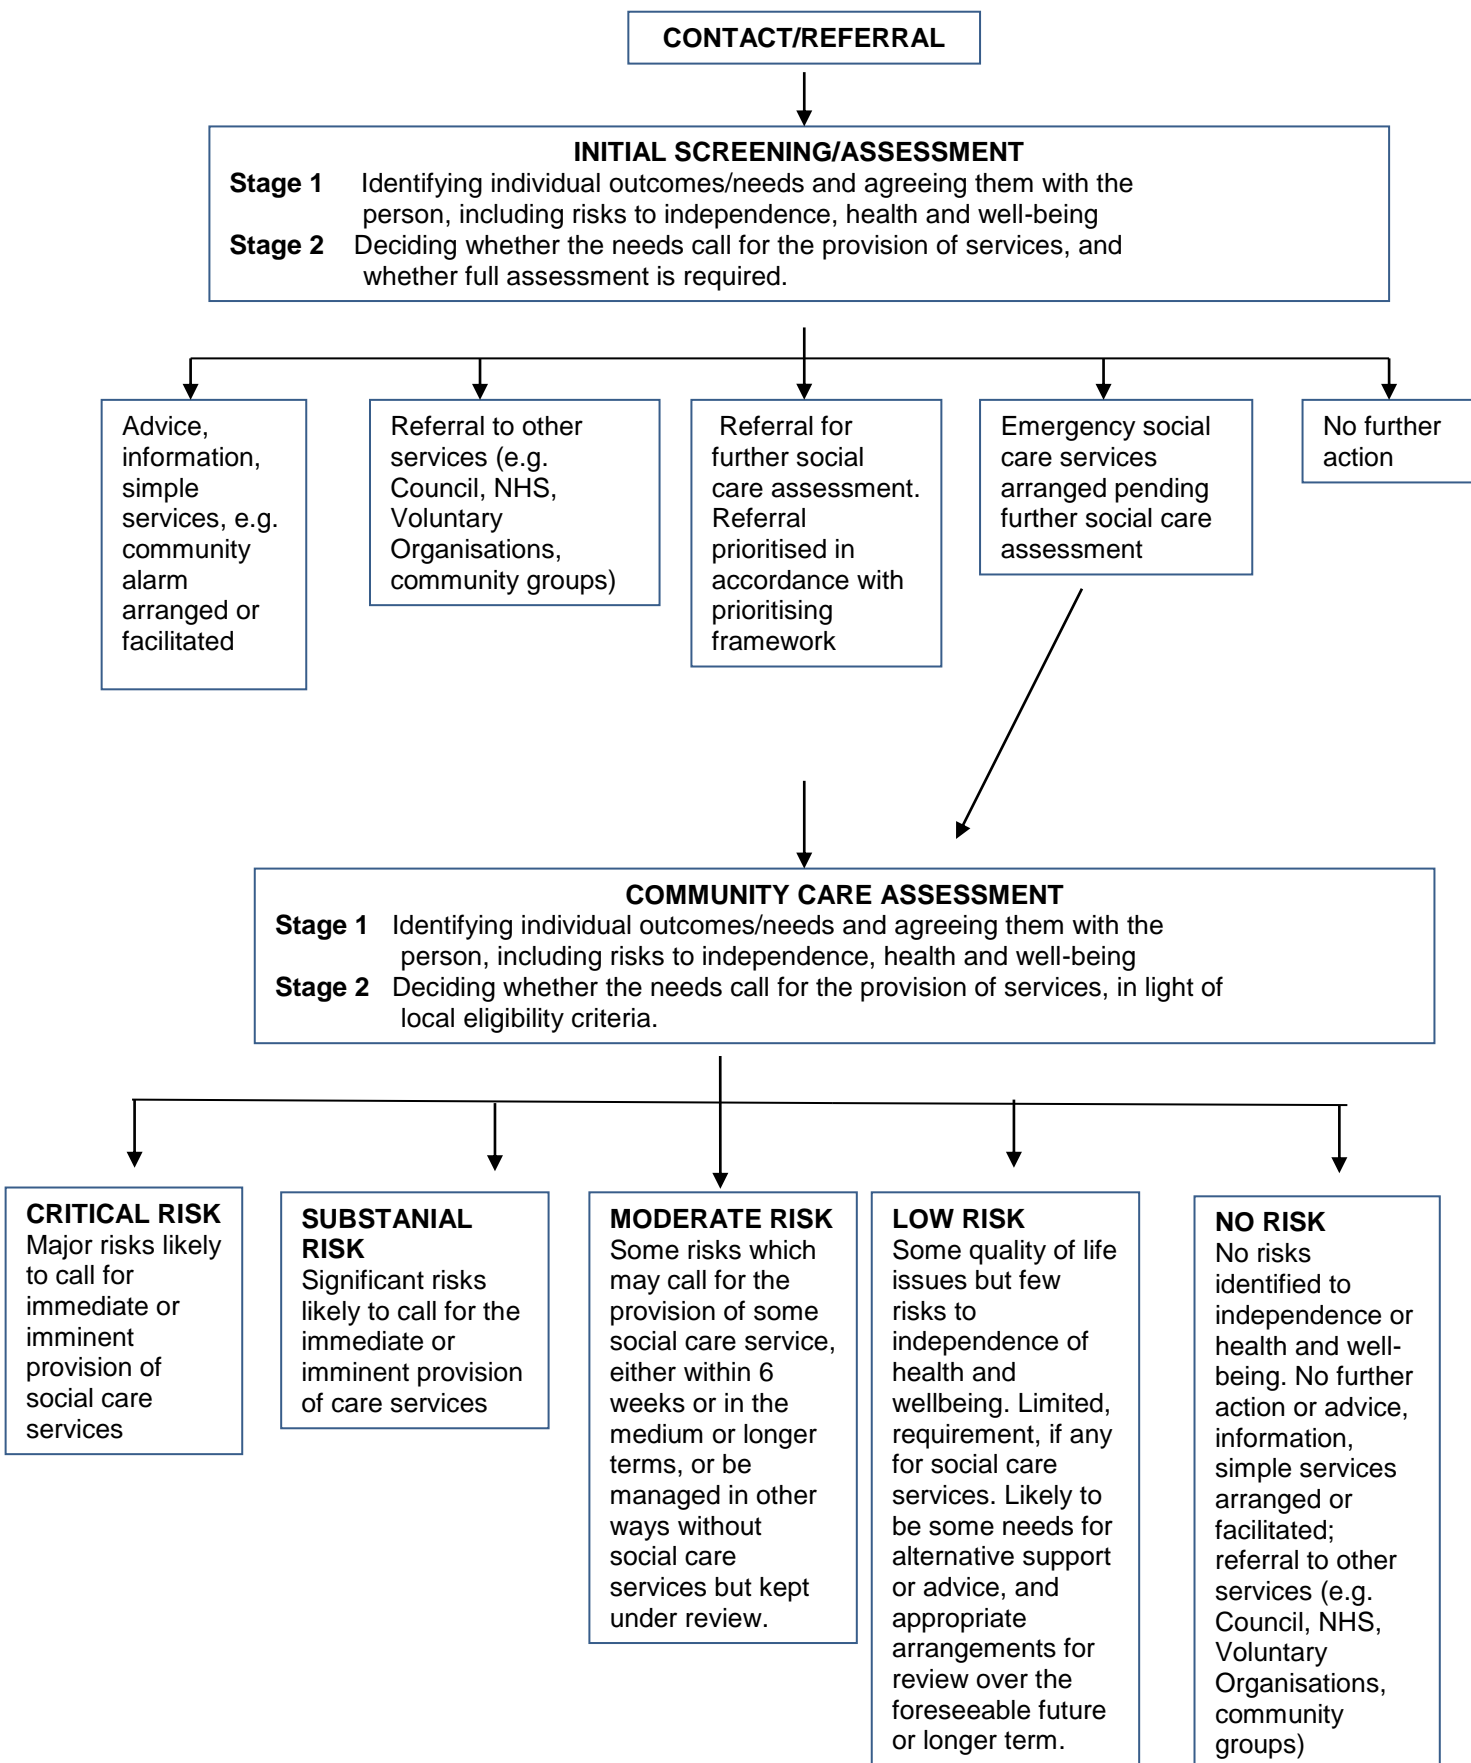 CONTACT/REFERRAL
INITIAL SCREENING/ASSESSMENT
Stage 1 Identifying individual outcomes/needs and agreeing them with the
person, including risks to independence, health and well-being
Stage 2 Deciding whether the needs call for the provision of services, and
whether full assessment is required.
Advice,
information,
simple
services, e.g.
community
alarm
arranged or
facilitated
Referral to other
services (e.g.
Council, NHS,
Voluntary
Organisations,
community groups)
Referral for
further social
care assessment.
Referral
prioritised in
accordance with
prioritising
framework
Emergency social
care services
arranged pending
further social care
assessment
No further
action
COMMUNITY CARE ASSESSMENT
Stage 1 Identifying individual outcomes/needs and agreeing them with the
person, including risks to independence, health and well-being
Stage 2 Deciding whether the needs call for the provision of services, in light of
local eligibility criteria.
CRITICAL RISK
Major risks likely
to call for
immediate or
imminent
provision of
social care
services
SUBSTANIAL
RISK
Significant risks
likely to call for the
immediate or
imminent provision
of care services
MODERATE RISK
Some risks which
may call for the
provision of some
social care service,
either within 6
weeks or in the
medium or longer
terms, or be
managed in other
ways without
social care
services but kept
under review.
LOW RISK
Some quality of life
issues but few
risks to
independence of
health and
wellbeing. Limited,
requirement, if any
for social care
services. Likely to
be some needs for
alternative support
or advice, and
appropriate
arrangements for
review over the
foreseeable future
or longer term.
NO RISK
No risks
identified to
independence or
health and well-
being. No further
action or advice,
information,
simple services
arranged or
facilitated;
referral to other
services (e.g.
Council, NHS,
Voluntary
Organisations,
community
groups)